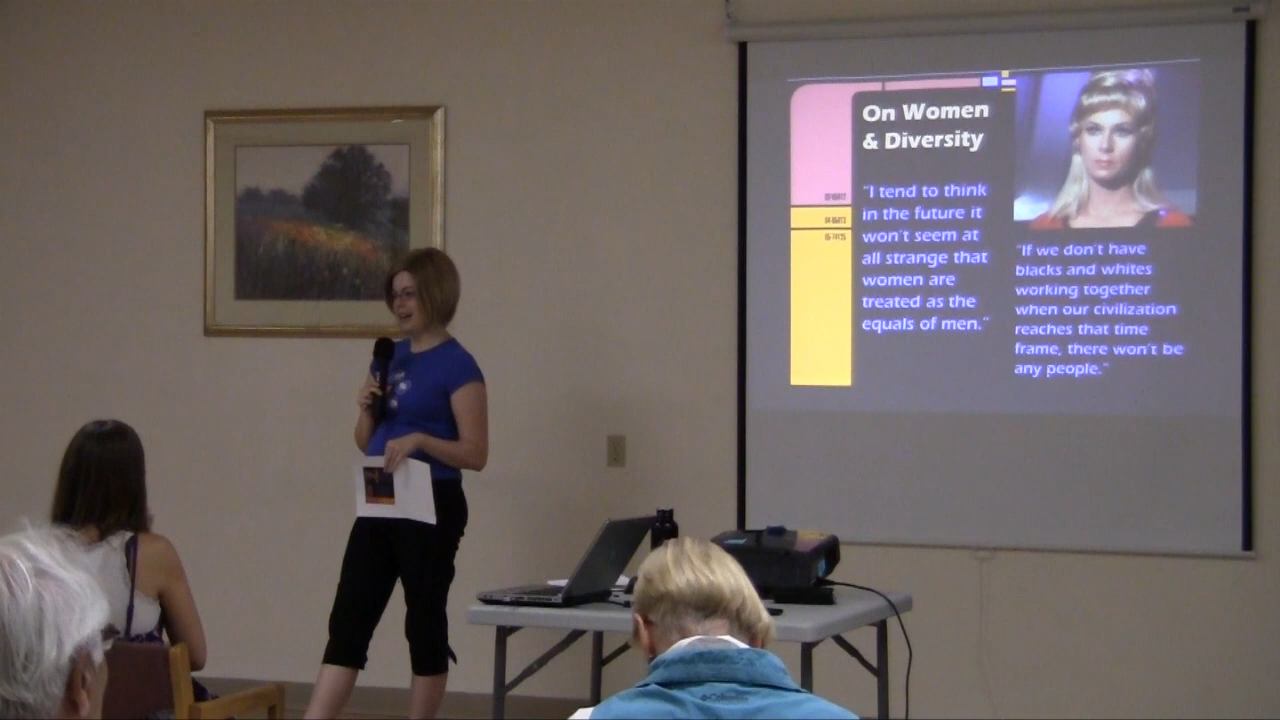 On Women
& Diversity
"I tend to think
in the future it
won't seem at
all strange that
women are
treated as the
equals of men."
"If we don't have
blacks and whites
working together
when our civilization
reaches that time
frame, there won't be
any people."
Columbia